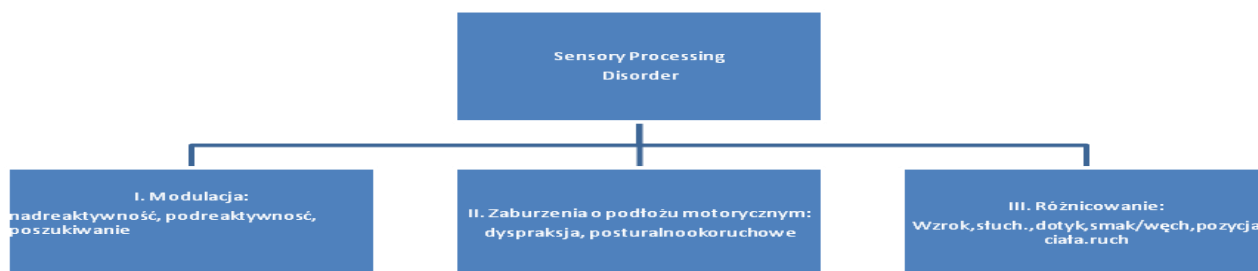 Sensory Processing
Disorder
I. Modulacja:
nadreaktywność, podreaktywnosć,
poszukiwanie
II. Zaburzenia o podłożu motorycznym:
dyspraksja, posturalnookoruchowe
III. Różnicowanie:
Wzrok,słuch.,dotyk,smak/węch,pozycja
ciała.ruch